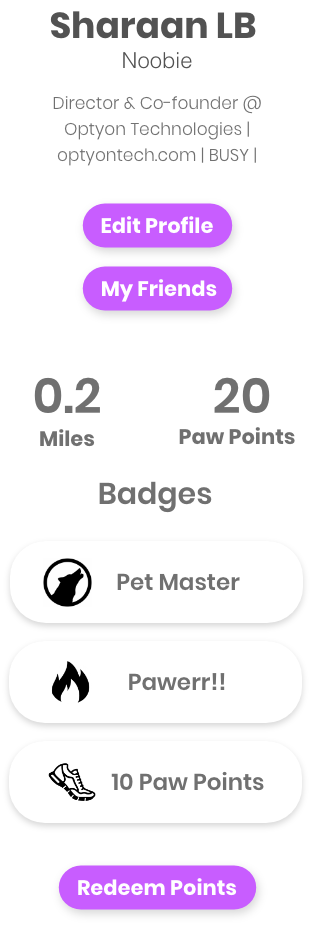 Sharaan LB
Noobie
Director & Co-founder @
Optyon Technologies |
optyontech.com | BUSY |
Edit Profile
My Friends
0.2 20
Miles Paw Points
Badges
Pet Master
Pawerr!!
10 Paw Points
Redeem Points